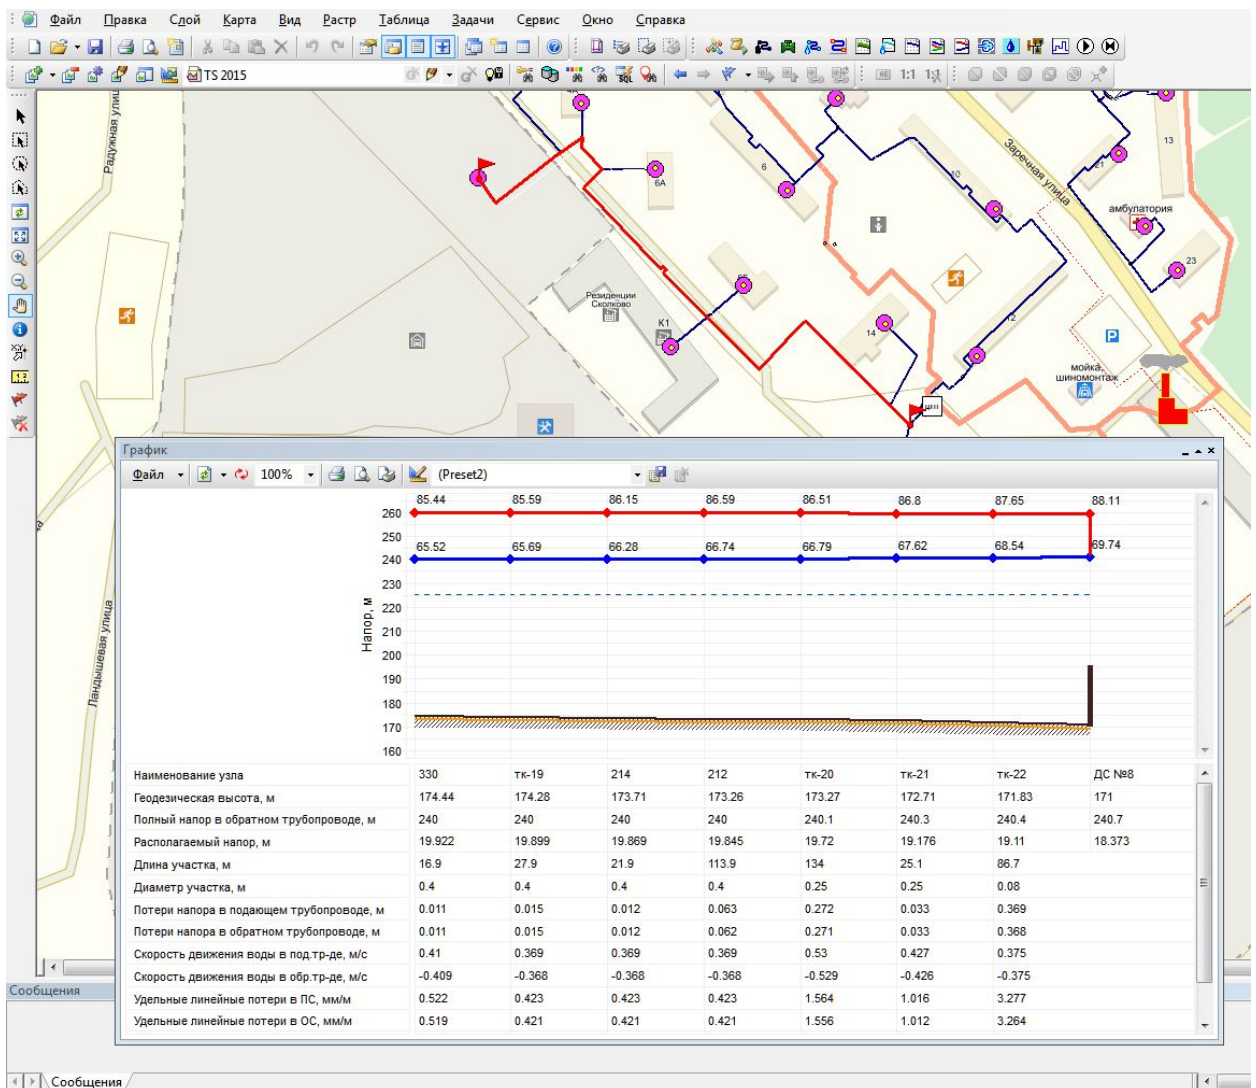 Файл Правка Слой Карта Вид Растр Таблица Задачи Сервис Окно Справка
TS 2015
SQL
1:1
Радужная улица
4А
6А
6
10
Заречная улица
13
21
амбулатория
23
Резиденции
Сколково
К1
14
12
P
мойка,
шиномонтаж
Ландышевая улица
График
Файл 100% (Preset2)
85.44 85.59 86.15 86.59 86.51 86.8 87.65 88.11
65.52 65.69 66.28 66.74 66.79 67.62 68.54 69.74
Напор, м
260
250
240
230
220
210
200
190
180
170
160
Наименование узла 330 тк-19 214 212 тк-20 тк-21 тк-22 ДС №8
Геодезическая высота, м 174.44 174.28 173.71 173.26 173.27 172.71 171.83 171
Полный напор в обратном трубопроводе, м 240 240 240 240 240.1 240.3 240.4 240.7
Располагаемый напор, м 19.922 19.899 19.869 19.845 19.72 19.176 19.11 18.373
Длина участка, м 16.9 27.9 21.9 113.9 134 25.1 86.7
Диаметр участка, м 0.4 0.4 0.4 0.4 0.25 0.25 0.08
Потери напора в подающем трубопроводе, м 0.011 0.015 0.012 0.063 0.272 0.033 0.369
Потери напора в обратном трубопроводе, м 0.011 0.015 0.012 0.062 0.271 0.033 0.368
Скорость движения воды в под.тр-де, м/с 0.41 0.369 0.369 0.369 0.53 0.427 0.375
Скорость движения воды в обр.тр-де, м/с -0.409 -0.368 -0.368 -0.368 -0.529 -0.426 -0.375
Удельные линейные потери в ПС, мм/м 0.522 0.423 0.423 0.423 1.564 1.016 3.277
Удельные линейные потери в ОС, мм/м 0.519 0.421 0.421 0.421 1.556 1.012 3.264
Сообщения
Сообщения